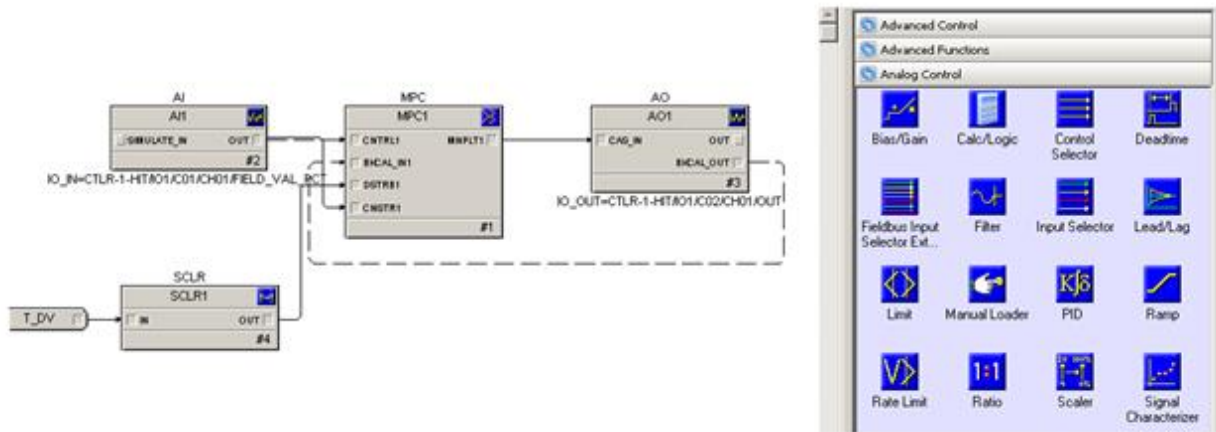 AI
AI1
SIMULATE_IN
OUT
#2
IO_IN=CTLR-1-HIT/IO1/C01/CH01/FIELD_VAL_PCT
MPC
MPC1
CNTRL1
MNPLT1
BKCAL_IN1
DSTRB1
CNSTR1
#1
AO
AO1
CAS_IN
OUT
BKCAL_OUT
#3
IO_OUT=CTLR-1-HIT/IO1/C02/CH01/OUT
SCLR
SCLR1
T_DV
IN
OUT
#4
Advanced Control
Advanced Functions
Analog Control
Bias/Gain
Calc/Logic
Control
Selector
Deadtime
Fieldbus Input
Selector Ext...
Filter
Input Selector
Lead/Lag
Limit
Manual Loader
K∫δ
PID
Ramp
Rate Limit
1:1
Ratio
Scaler
Signal
Characterizer